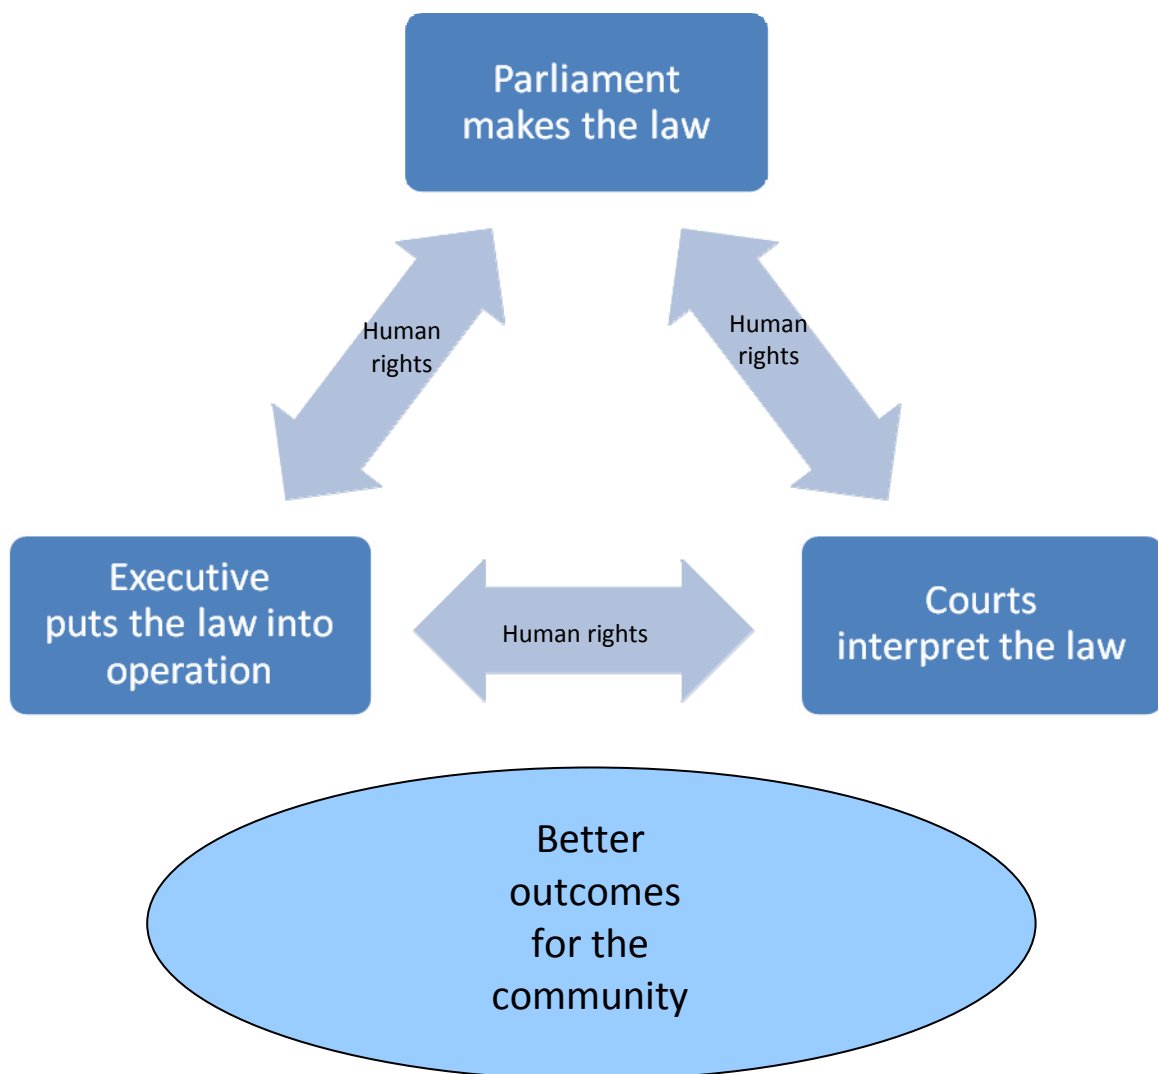 Parliament
makes the law
Human
rights
Human
rights
Executive
puts the law into
operation
Human rights
Courts
interpret the law
Better
outcomes
for the
community